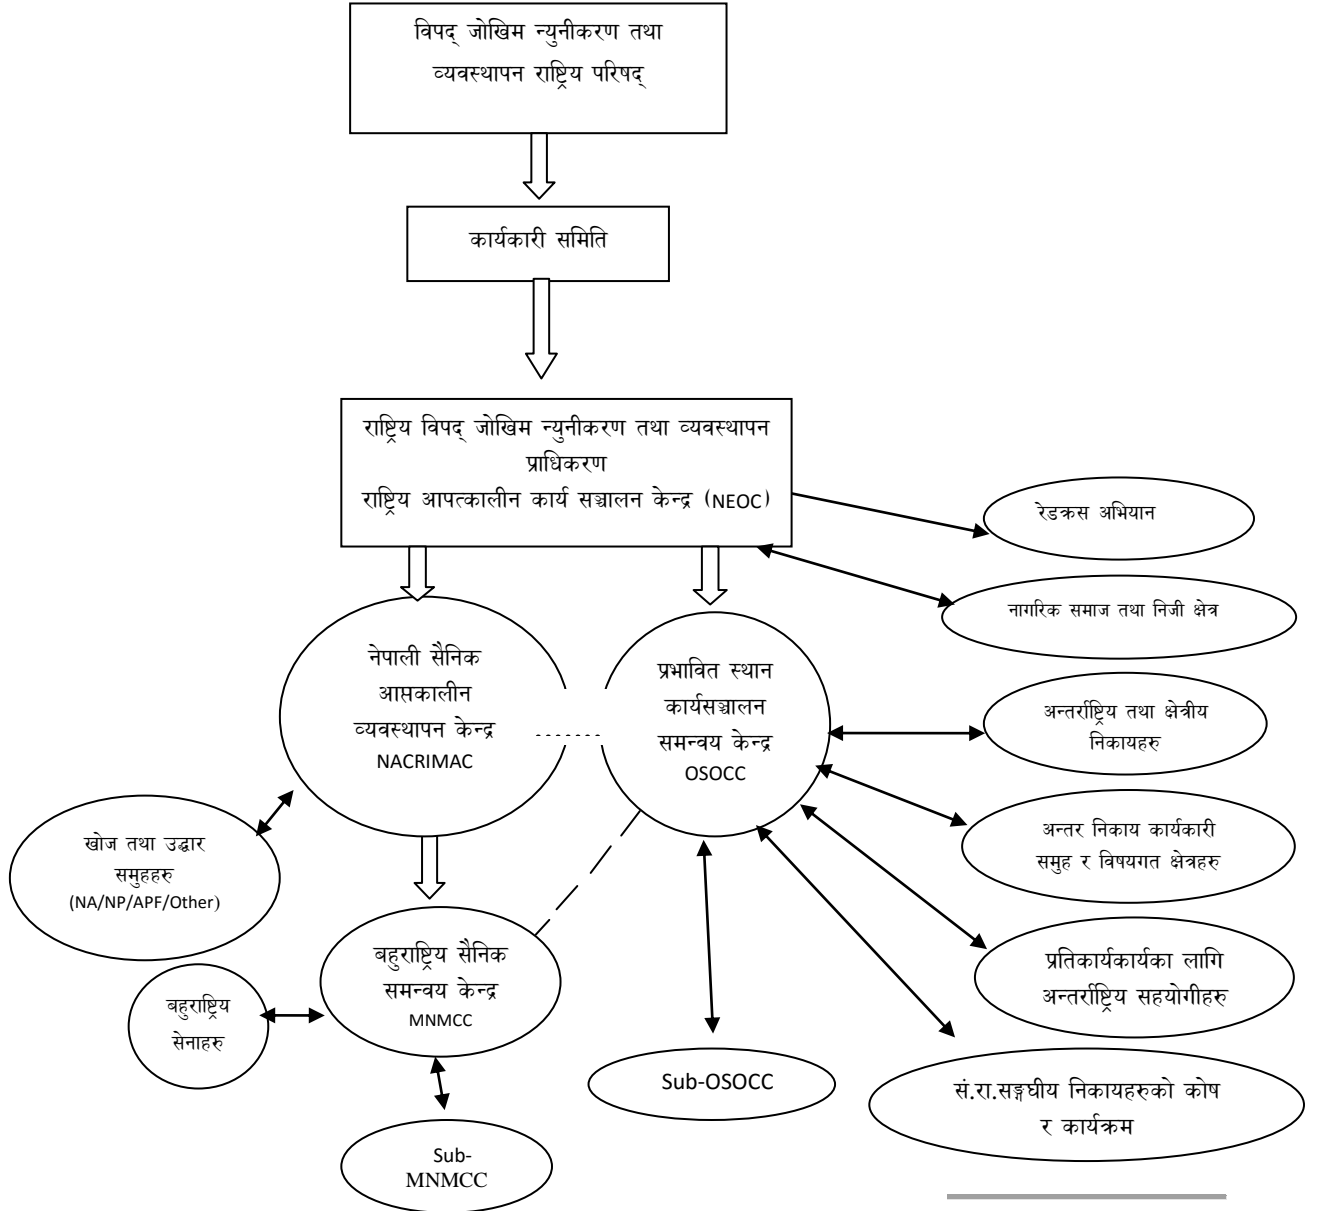 विपद् जोखिम न्युनीकरण तथा
व्यवस्थापन राष्ट्रिय परिषद्
कार्यकारी समिति
राष्ट्रिय विपद् जोखिम न्युनीकरण तथा व्यवस्थापन
प्राधिकरण
राष्ट्रिय आपत्कालीन कार्य सञ्चालन केन्द्र (NEOC)
रेडक्रस अभियान
नागरिक समाज तथा निजी क्षेत्र
नेपाली सैनिक
आप्तकालीन
व्यवस्थापन केन्द्र
NACRIMAC
प्रभावित स्थान
कार्यसञ्चालन
समन्वय केन्द्र
OSOCC
अन्तर्राष्ट्रिय तथा क्षेत्रीय
निकायहरु
खोज तथा उद्धार
समुहहरु
(NA/NP/APF/Other)
अन्तर निकाय कार्यकारी
समुह र विषयगत क्षेत्रहरु
बहुराष्ट्रिय सैनिक
समन्वय केन्द्र
MNMCC
प्रतिकार्यकार्यका लागि
अन्तर्राष्ट्रिय सहयोगीहरु
बहुराष्ट्रिय
सेनाहरु
Sub-OSOCC
सं.रा.सङ्गघीय निकायहरुको कोष
र कार्यक्रम
Sub-
MNMCC